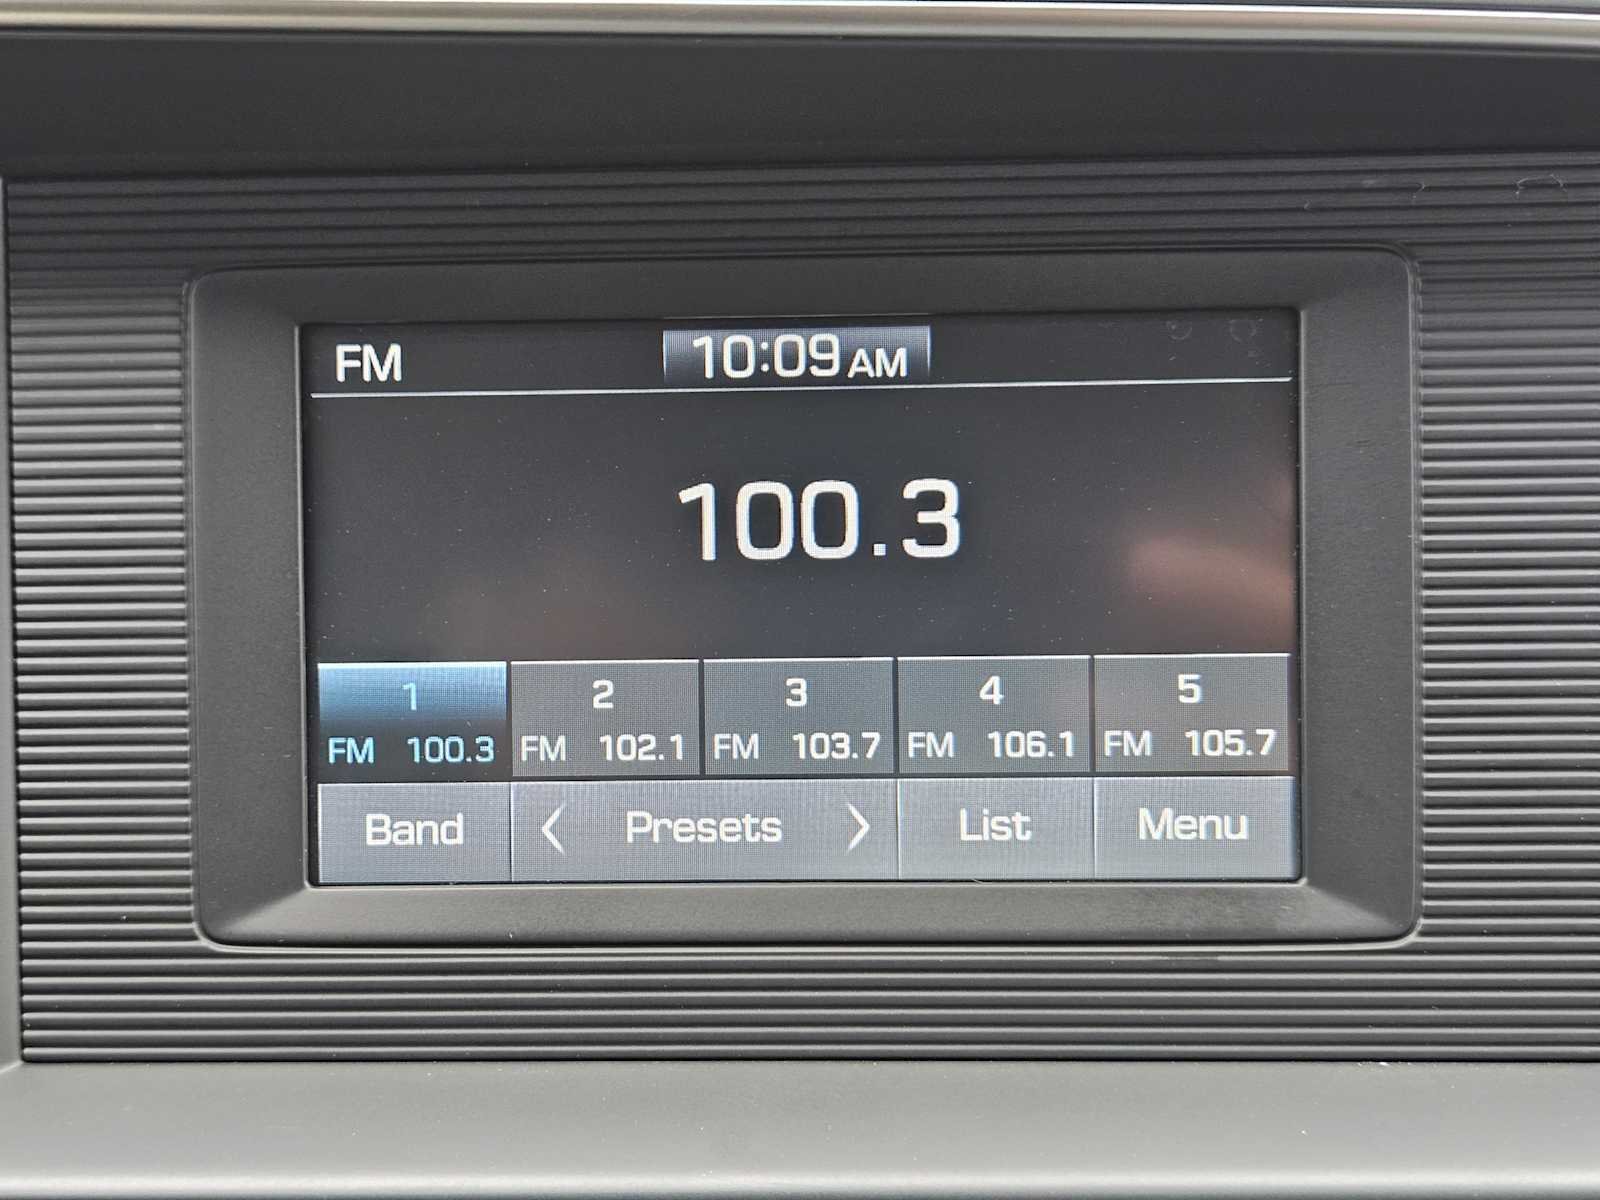 FM 10:09 AM
100.3
1 2 3 4 5
FM 100.3 FM 102.1 FM 103.7 FM 106.1 FM 105.7
Band < Presets > List Menu